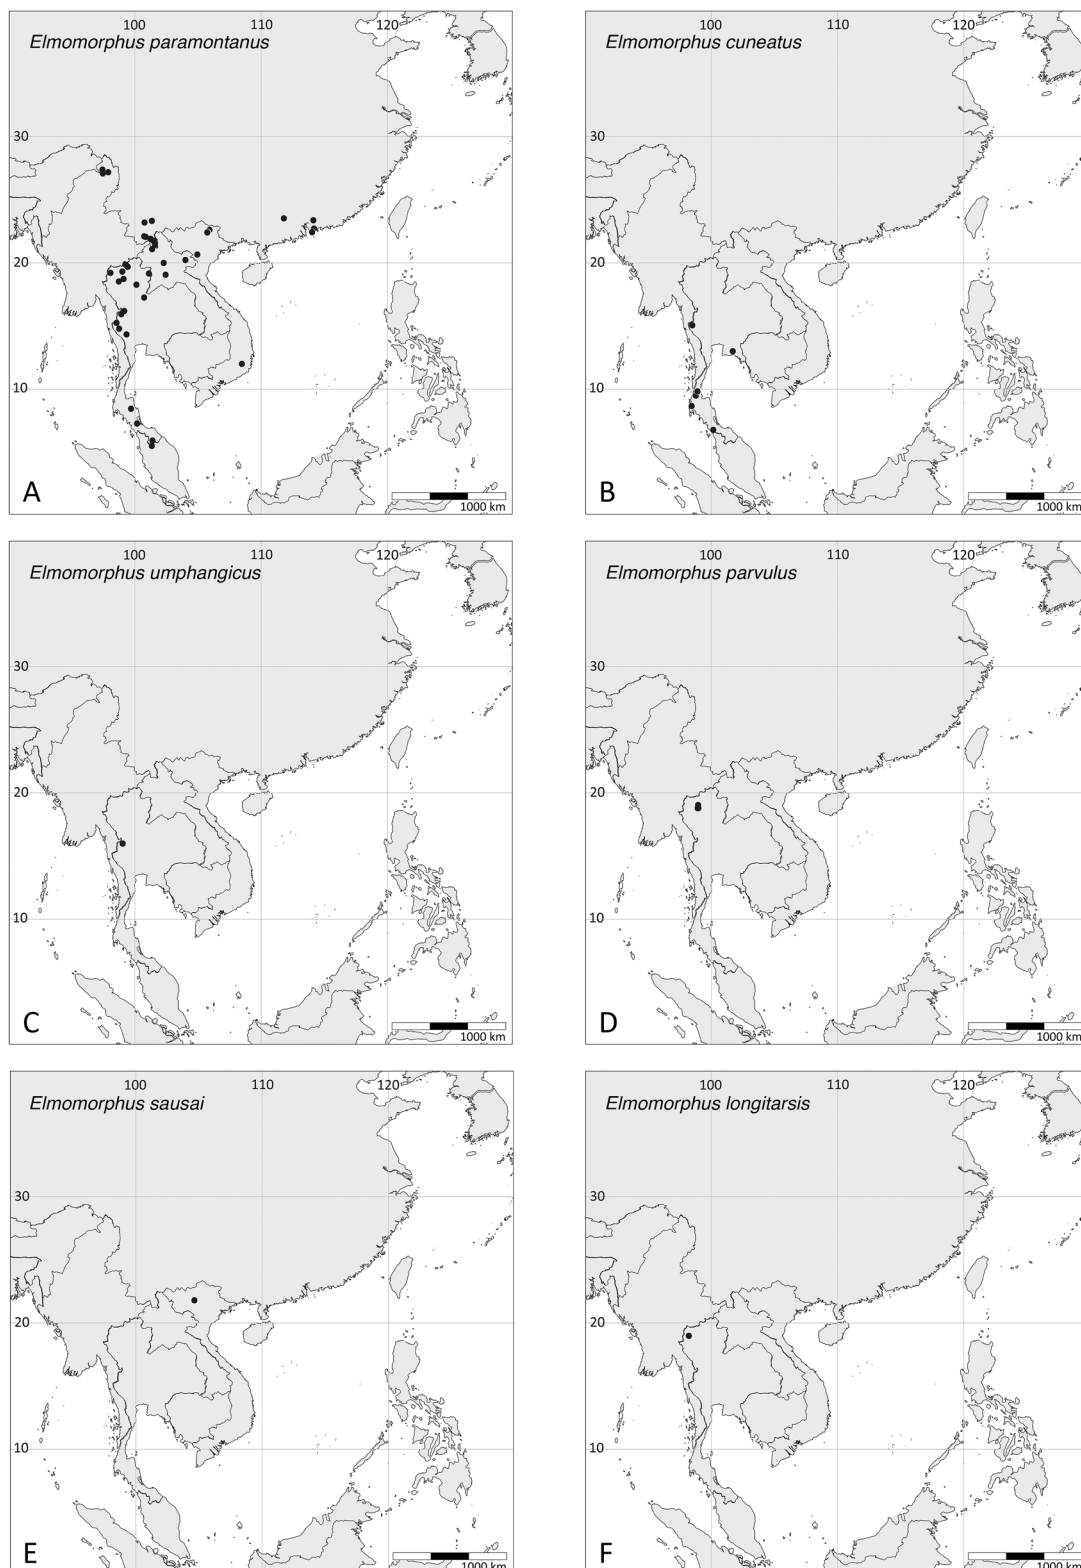 100 110 120
Elmomorphus paramontanus
30
20
10
A
1000 km
100 110 120
Elmomorphus cuneatus
30
20
10
B
1000 km
100 110 120
Elmomorphus umphangicus
30
20
10
C
1000 km
100 110 120
Elmomorphus parvulus
30
20
10
D
1000 km
100 110 120
Elmomorphus sausai
30
20
10
E
1000 km
100 110 120
Elmomorphus longitarsis
30
20
10
F
1000 km